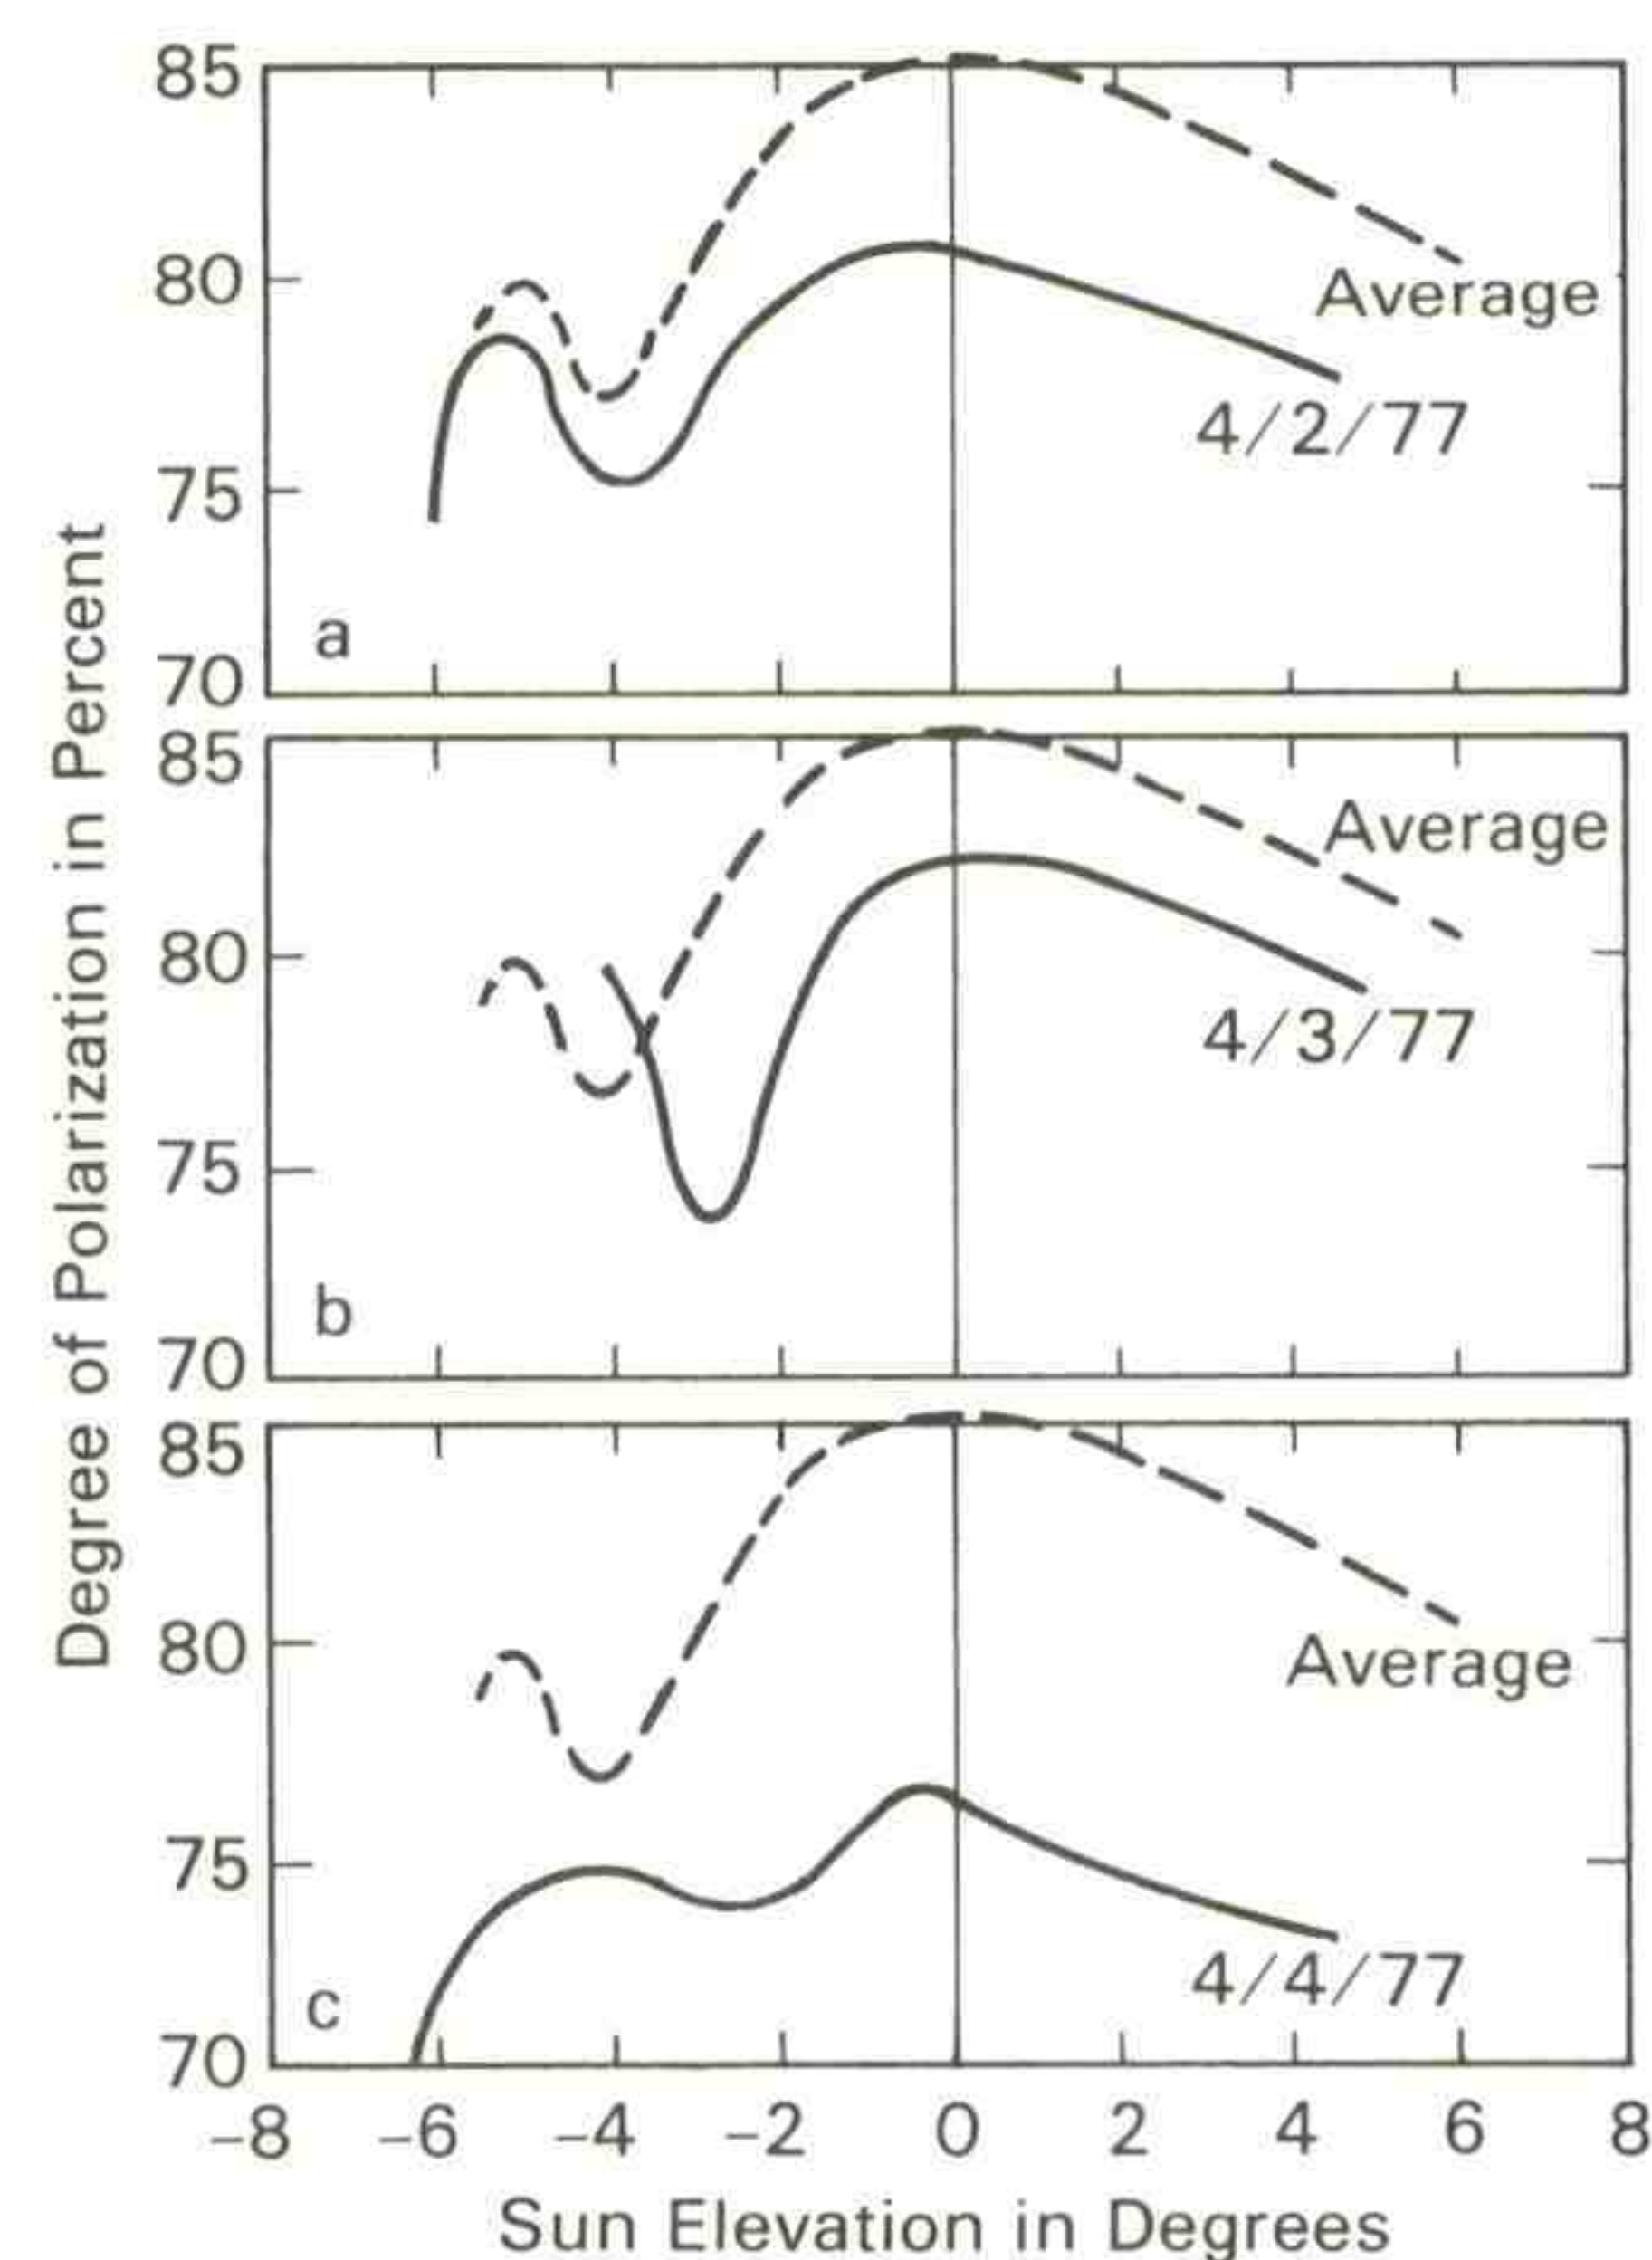 Degree of Polarization in Percent
85
80
Average
4/2/77
75
a
70
85
Average
80
4/3/77
75
b
70
85
80
Average
75
4/4/77
c
70
−8 −6 −4 −2 0 2 4 6 8
Sun Elevation in Degrees